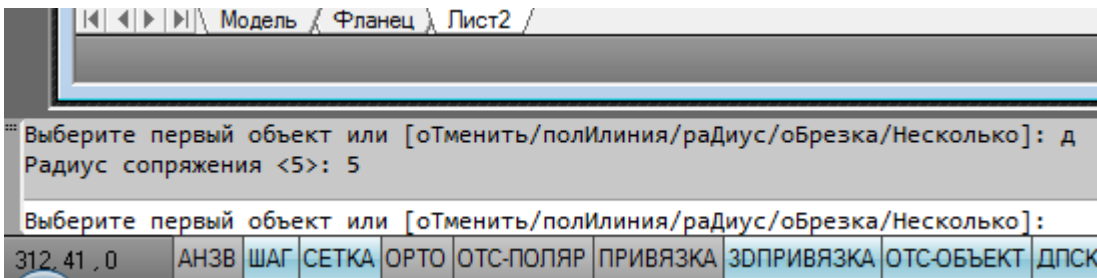 Модель / Фланец \ Лист2 /
Выберите первый объект или [оТменить/полИлиния/раДиус/оБрезка/Несколько]: д
Радиус сопряжения <5>: 5
Выберите первый объект или [оТменить/полИлиния/раДиус/оБрезка/Несколько]:
312, 41 , 0 АНЗВ ШАГ СЕТКА ОРТО ОТС-ПОЛЯР ПРИВЯЗКА 3DПРИВЯЗКА ОТС-ОБЪЕКТ ДПСК